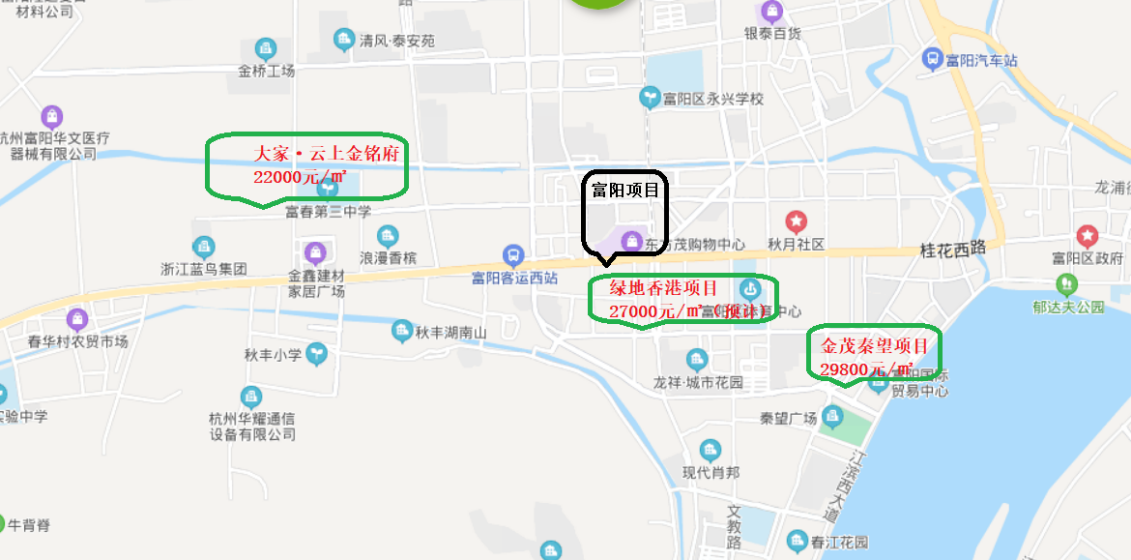 材料公司
路
清风·泰安苑
金桥工场
银泰百货
富阳汽车站
富阳区永兴学校
杭州富阳华文医疗
器械有限公司
大家·云上金铭府
22000元/㎡
富春第三中学
富阳项目
东方茂购物中心
秋月社区
桂花西路
龙浦街
富阳区政府
浪漫香槟
浙江蓝鸟集团
金鑫建材
家居广场
富阳客运西站
绿地香港项目
27000元/㎡（预计）
郁达夫公园
春华村农贸市场
秋丰湖南山
秋丰小学
金茂秦望项目
29800元/㎡
富阳国际
贸易中心
龙祥·城市花园
实验中学
杭州华耀通信
设备有限公司
秦望广场
现代肖邦
江滨西大道
文教路
春江花园
牛背脊